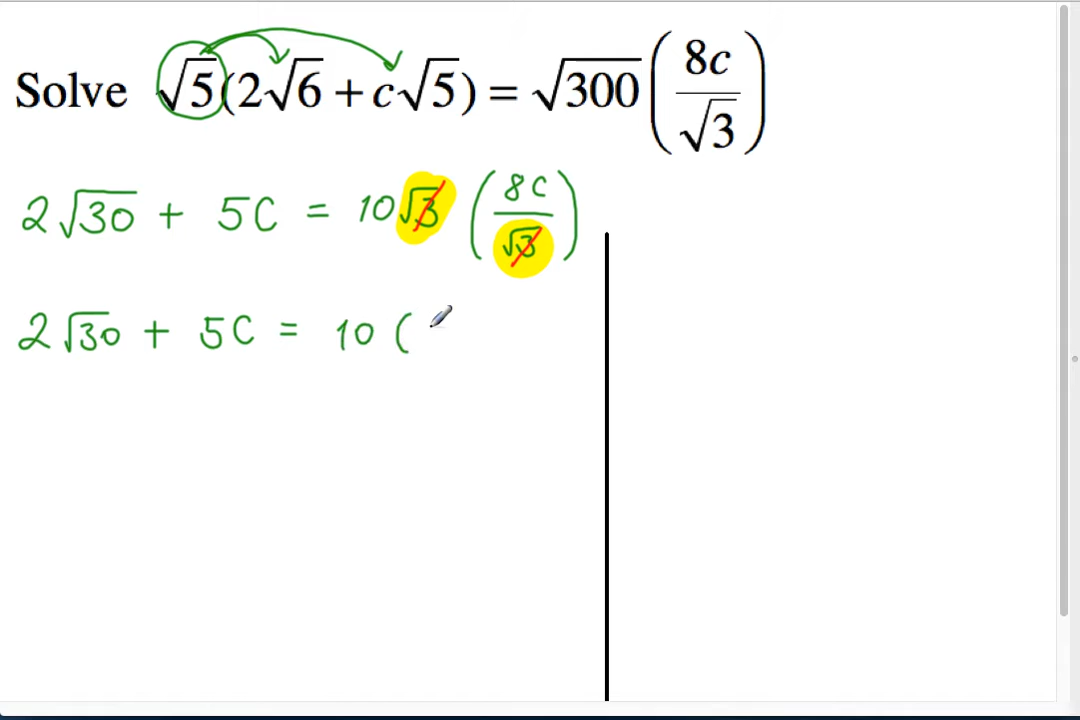 Solve √5(2√6 + c√5) = √300(8c/√3)
2√30 + 5C = 10√3 (8C/√3)
2√30 + 5C = 10 (